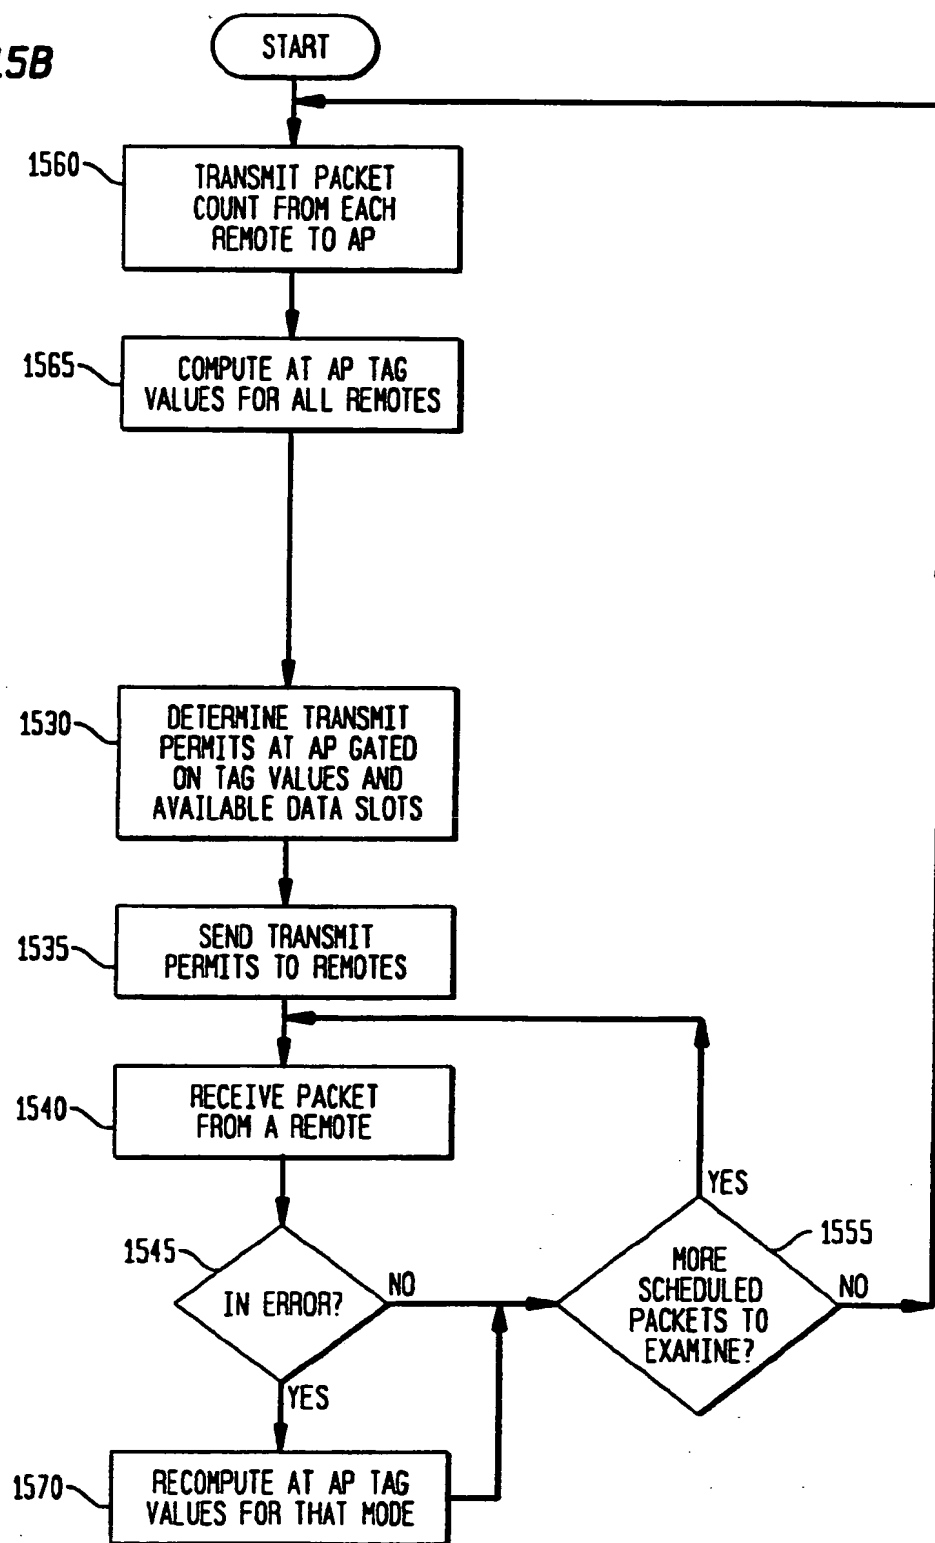 .5B
START
1560
TRANSMIT PACKET
COUNT FROM EACH
REMOTE TO AP
1565
COMPUTE AT AP TAG
VALUES FOR ALL REMOTES
1530
DETERMINE TRANSMIT
PERMITS AT AP GATED
ON TAG VALUES AND
AVAILABLE DATA SLOTS
1535
SEND TRANSMIT
PERMITS TO REMOTES
1540
RECEIVE PACKET
FROM A REMOTE
YES
1545
IN ERROR?
NO
1555
MORE
SCHEDULED
PACKETS TO
EXAMINE?
NO
YES
1570
RECOMPUTE AT AP TAG
VALUES FOR THAT MODE